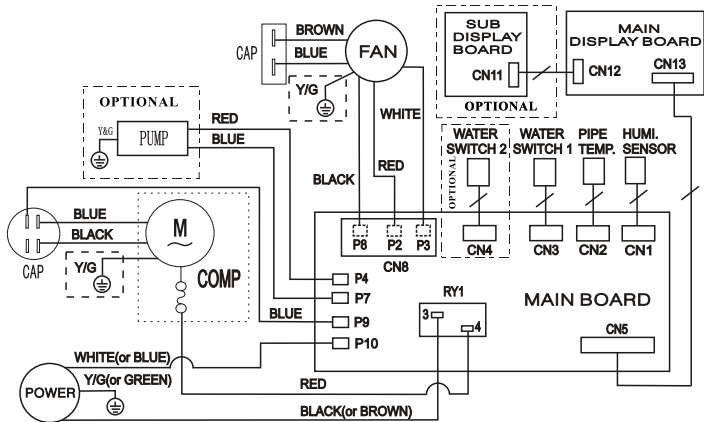 BROWN
BLUE
CAP
FAN
Y/G
WHITE
RED
BLACK
SUB
DISPLAY
BOARD
CN11
OPTIONAL
MAIN
DISPLAY BOARD
CN12
CN13
OPTIONAL
Y&G
PUMP
RED
BLUE
WATER
SWITCH 2
OPTIONAL
WATER
SWITCH 1
PIPE
TEMP.
HUMI.
SENSOR
CN4
CN3
CN2
CN1
BLUE
BLACK
CAP
Y/G
M
COMP
P8
P2
P3
CN8
P4
P7
P9
P10
BLUE
RY1
3
4
MAIN BOARD
CN5
WHITE(or BLUE)
Y/G(or GREEN)
POWER
RED
BLACK(or BROWN)